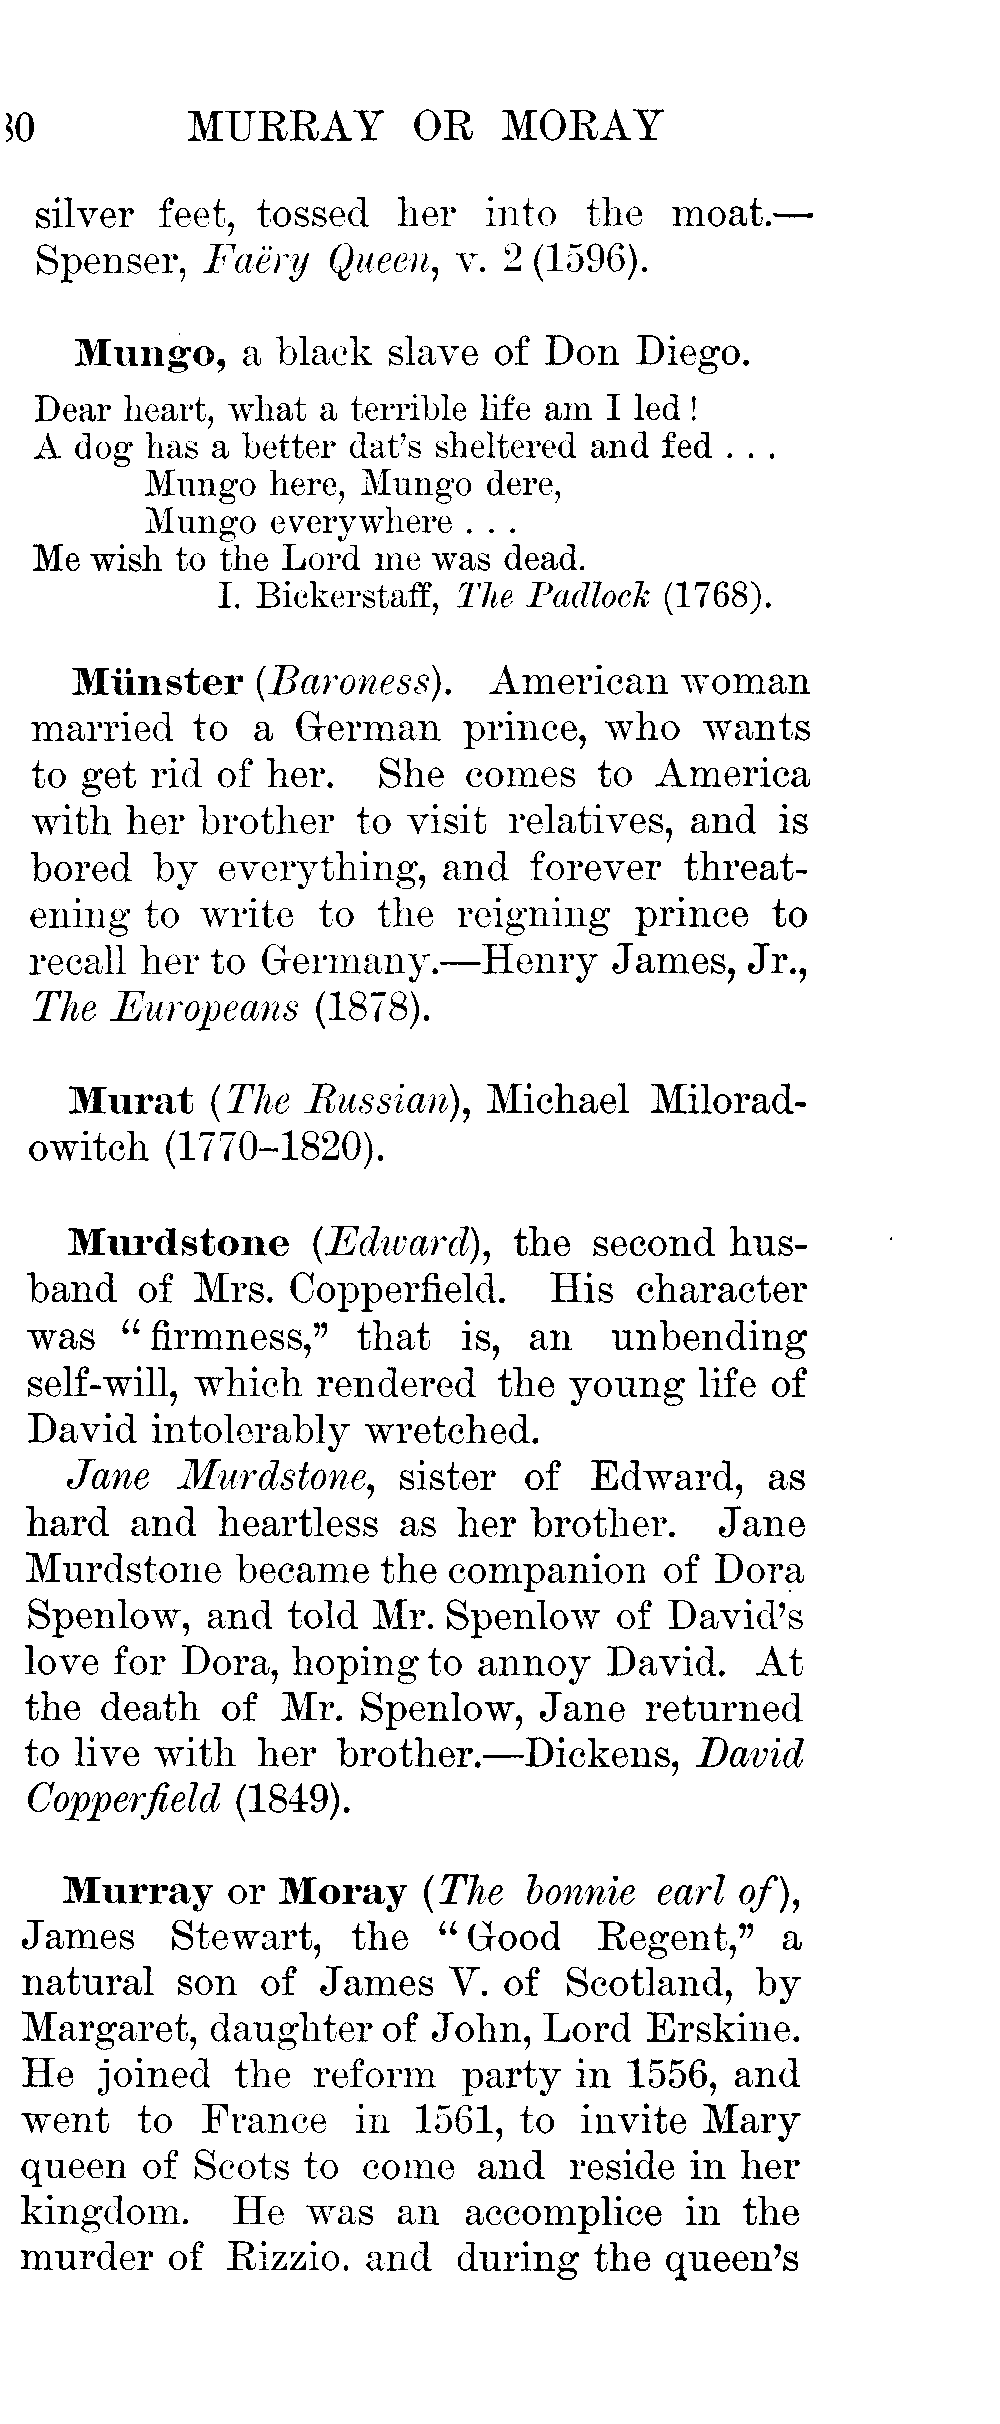 30 MURRAY OR MORAY
silver feet, tossed her into the moat.—
Spenser, Faëry Queen, v. 2 (1596).
Mungo, a black slave of Don Diego.
Dear heart, what a terrible life am I led!
A dog has a better dat's sheltered and fed . . .
Mungo here, Mungo dere,
Mungo everywhere . . .
Me wish to the Lord me was dead.
I. Bickerstaff, The Padlock (1768).
Münster (Baroness). American woman
married to a German prince, who wants
to get rid of her. She comes to America
with her brother to visit relatives, and is
bored by everything, and forever threat-
ening to write to the reigning prince to
recall her to Germany.—Henry James, Jr.,
The Europeans (1878).
Murat (The Russian), Michael Milorad-
owitch (1770–1820).
Murdstone (Edward), the second hus-
band of Mrs. Copperfield. His character
was “firmness,” that is, an unbending
self-will, which rendered the young life of
David intolerably wretched.
Jane Murdstone, sister of Edward, as
hard and heartless as her brother. Jane
Murdstone became the companion of Dora
Spenlow, and told Mr. Spenlow of David's
love for Dora, hoping to annoy David. At
the death of Mr. Spenlow, Jane returned
to live with her brother.—Dickens, David
Copperfield (1849).
Murray or Moray (The bonnie earl of),
James Stewart, the “Good Regent,” a
natural son of James V. of Scotland, by
Margaret, daughter of John, Lord Erskine.
He joined the reform party in 1556, and
went to France in 1561, to invite Mary
queen of Scots to come and reside in her
kingdom. He was an accomplice in the
murder of Rizzio. and during the queen's